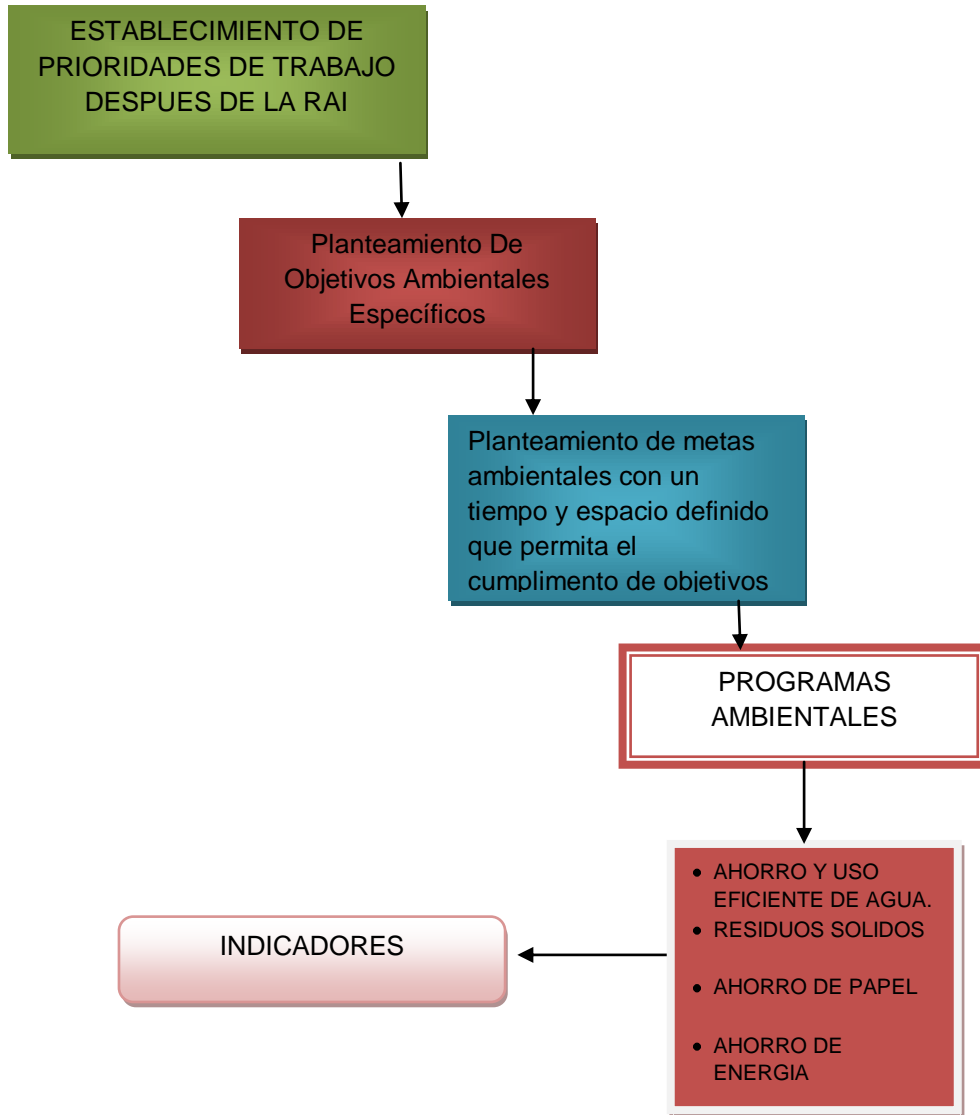 ESTABLECIMIENTO DE
PRIORIDADES DE TRABAJO
DESPUES DE LA RAI
Planteamiento De
Objetivos Ambientales
Específicos
Planteamiento de metas
ambientales con un
tiempo y espacio definido
que permita el
cumplimento de objetivos
PROGRAMAS
AMBIENTALES
• AHORRO Y USO
EFICIENTE DE AGUA.
• RESIDUOS SOLIDOS
• AHORRO DE PAPEL
• AHORRO DE
ENERGIA
INDICADORES